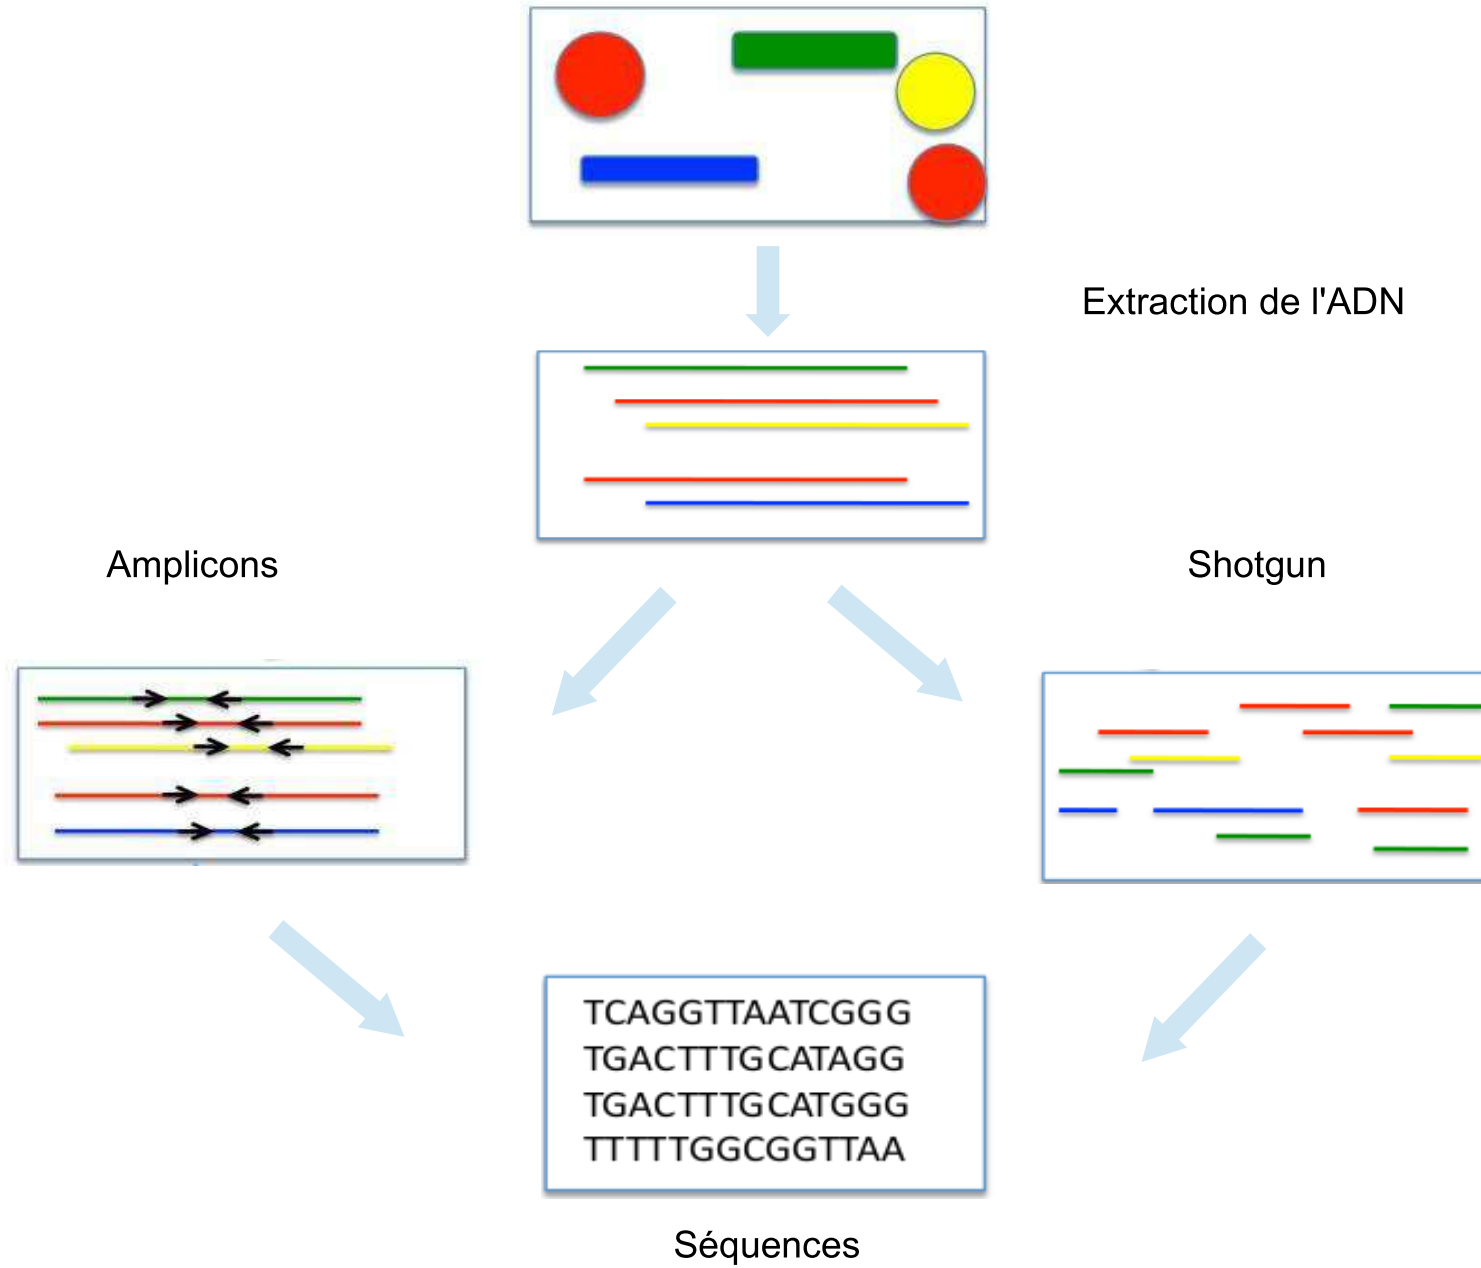 Extraction de l'ADN
Amplicons
Shotgun
TCAGGTTAATCGGG
TGACTTTGCATAGG
TGACTTTGCATGGG
TTTTTGGCGGTTAA
Séquences